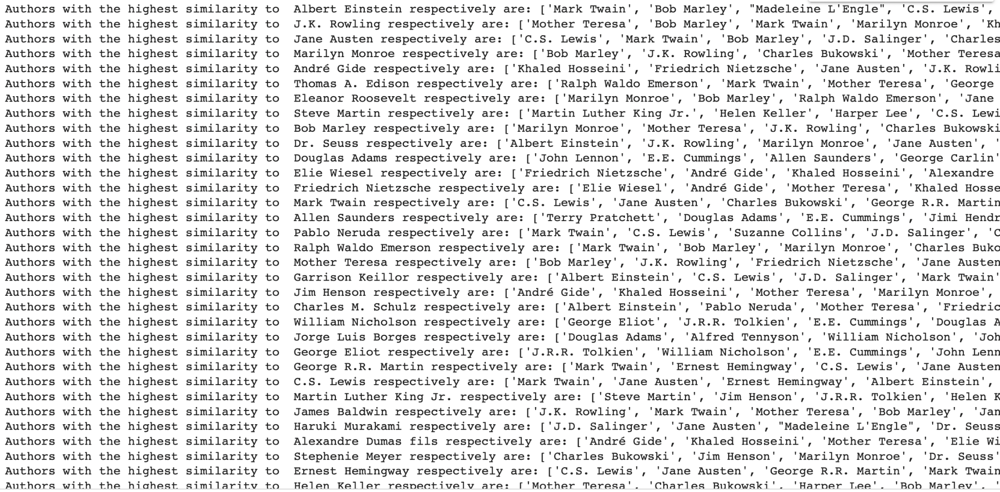 Authors with the highest similarity to  Albert Einstein respectively are: ['Mark Twain', 'Bob Marley', "Madeleine L'Engle", 'C.S. Lewis',
Authors with the highest similarity to  J.K. Rowling respectively are: ['Mother Teresa', 'Bob Marley', 'Mark Twain', 'Marilyn Monroe', 'Kh
Authors with the highest similarity to  Jane Austen respectively are: ['C.S. Lewis', 'Mark Twain', 'Bob Marley', 'J.D. Salinger', 'Charles
Authors with the highest similarity to  Marilyn Monroe respectively are: ['Bob Marley', 'J.K. Rowling', 'Charles Bukowski', 'Mother Teresa
Authors with the highest similarity to  André Gide respectively are: ['Khaled Hosseini', 'Friedrich Nietzsche', 'Jane Austen', 'J.K. Rowli
Authors with the highest similarity to  Thomas A. Edison respectively are: ['Ralph Waldo Emerson', 'Mark Twain', 'Mother Teresa', 'George
Authors with the highest similarity to  Eleanor Roosevelt respectively are: ['Marilyn Monroe', 'Bob Marley', 'Ralph Waldo Emerson', 'Jane
Authors with the highest similarity to  Steve Martin respectively are: ['Martin Luther King Jr.', 'Helen Keller', 'Harper Lee', 'C.S. Lewi
Authors with the highest similarity to  Bob Marley respectively are: ['Marilyn Monroe', 'Mother Teresa', 'J.K. Rowling', 'Charles Bukowski
Authors with the highest similarity to  Dr. Seuss respectively are: ['Albert Einstein', 'J.K. Rowling', 'Marilyn Monroe', 'Jane Austen', '
Authors with the highest similarity to  Douglas Adams respectively are: ['John Lennon', 'E.E. Cummings', 'Allen Saunders', 'George Carlin'
Authors with the highest similarity to  Elie Wiesel respectively are: ['Friedrich Nietzsche', 'André Gide', 'Khaled Hosseini', 'Alexandre
Authors with the highest similarity to  Friedrich Nietzsche respectively are: ['Elie Wiesel', 'André Gide', 'Mother Teresa', 'Khaled Hosse
Authors with the highest similarity to  Mark Twain respectively are: ['C.S. Lewis', 'Jane Austen', 'Charles Bukowski', 'George R.R. Martin
Authors with the highest similarity to  Allen Saunders respectively are: ['Terry Pratchett', 'Douglas Adams', 'E.E. Cummings', 'Jimi Hendr
Authors with the highest similarity to  Pablo Neruda respectively are: ['Mark Twain', 'C.S. Lewis', 'Suzanne Collins', 'J.D. Salinger', 'C
Authors with the highest similarity to  Ralph Waldo Emerson respectively are: ['Mark Twain', 'Bob Marley', 'Marilyn Monroe', 'Charles Buko
Authors with the highest similarity to  Mother Teresa respectively are: ['Bob Marley', 'J.K. Rowling', 'Friedrich Nietzsche', 'Jane Austen
Authors with the highest similarity to  Garrison Keillor respectively are: ['Albert Einstein', 'C.S. Lewis', 'J.D. Salinger', 'Mark Twain'
Authors with the highest similarity to  Jim Henson respectively are: ['André Gide', 'Khaled Hosseini', 'Mother Teresa', 'Marilyn Monroe',
Authors with the highest similarity to  Charles M. Schulz respectively are: ['Albert Einstein', 'Pablo Neruda', 'Mother Teresa', 'Friedric
Authors with the highest similarity to  William Nicholson respectively are: ['George Eliot', 'J.R.R. Tolkien', 'E.E. Cummings', 'Douglas A
Authors with the highest similarity to  Jorge Luis Borges respectively are: ['Douglas Adams', 'Alfred Tennyson', 'William Nicholson', 'Joh
Authors with the highest similarity to  George Eliot respectively are: ['J.R.R. Tolkien', 'William Nicholson', 'E.E. Cummings', 'John Lenn
Authors with the highest similarity to  George R.R. Martin respectively are: ['Mark Twain', 'Ernest Hemingway', 'C.S. Lewis', 'Jane Austen
Authors with the highest similarity to  C.S. Lewis respectively are: ['Mark Twain', 'Jane Austen', 'Ernest Hemingway', 'Albert Einstein',
Authors with the highest similarity to  Martin Luther King Jr. respectively are: ['Steve Martin', 'Jim Henson', 'J.R.R. Tolkien', 'Helen K
Authors with the highest similarity to  James Baldwin respectively are: ['J.K. Rowling', 'Mark Twain', 'Mother Teresa', 'Bob Marley', 'Jan
Authors with the highest similarity to  Haruki Murakami respectively are: ['J.D. Salinger', 'Jane Austen', "Madeleine L'Engle", 'Dr. Seuss
Authors with the highest similarity to  Alexandre Dumas fils respectively are: ['André Gide', 'Khaled Hosseini', 'Mother Teresa', 'Elie Wi
Authors with the highest similarity to  Stephenie Meyer respectively are: ['Charles Bukowski', 'Jim Henson', 'Marilyn Monroe', 'Dr. Seuss'
Authors with the highest similarity to  Ernest Hemingway respectively are: ['C.S. Lewis', 'Jane Austen', 'George R.R. Martin', 'Mark Twain
Authors with the highest similarity to  Helen Keller respectively are: ['Mother Teresa', 'Charles Bukowski', 'Harper Lee', 'Bob Marley', '